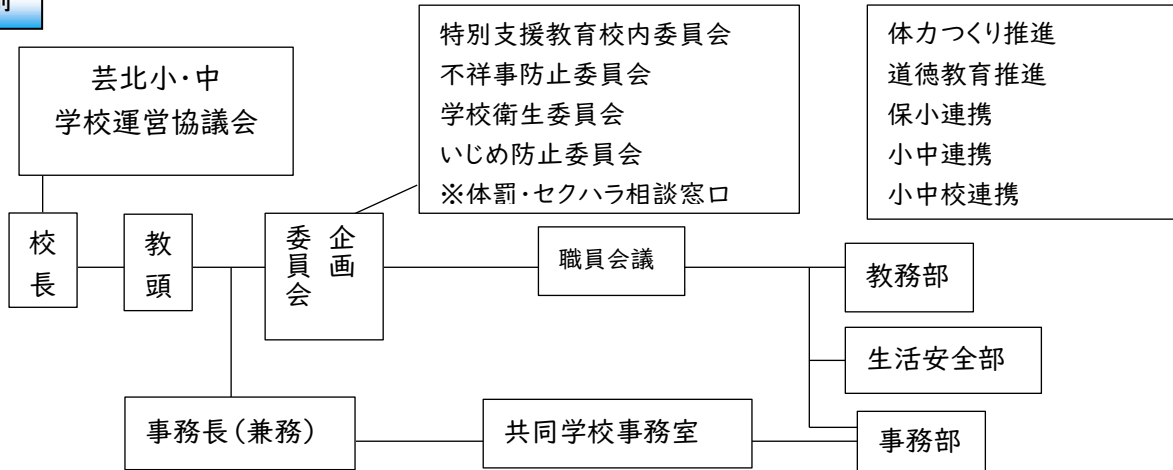 芸北小・中
学校運営協議会
特別支援教育校内委員会
不祥事防止委員会
学校衛生委員会
いじめ防止委員会
※体罰・セクハラ相談窓口
体力つくり推進
道徳教育推進
保小連携
小中連携
小中校連携
校長
教頭
企画
委員会
職員会議
教務部
生活安全部
事務長（兼務）
共同学校事務室
事務部